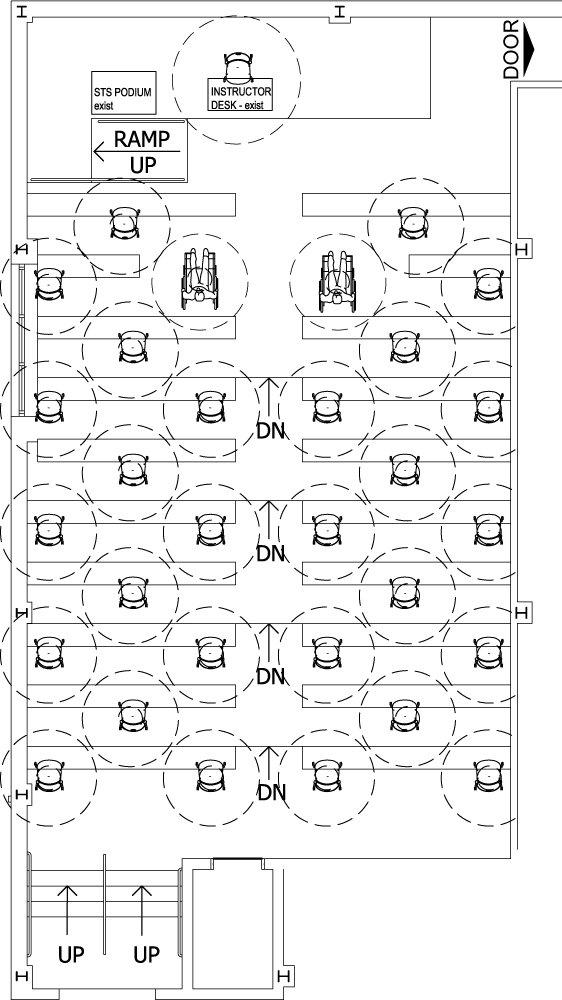 DOOR
STS PODIUM
exist
INSTRUCTOR
DESK - exist
RAMP
UP
DN
DN
DN
DN
UP
UP